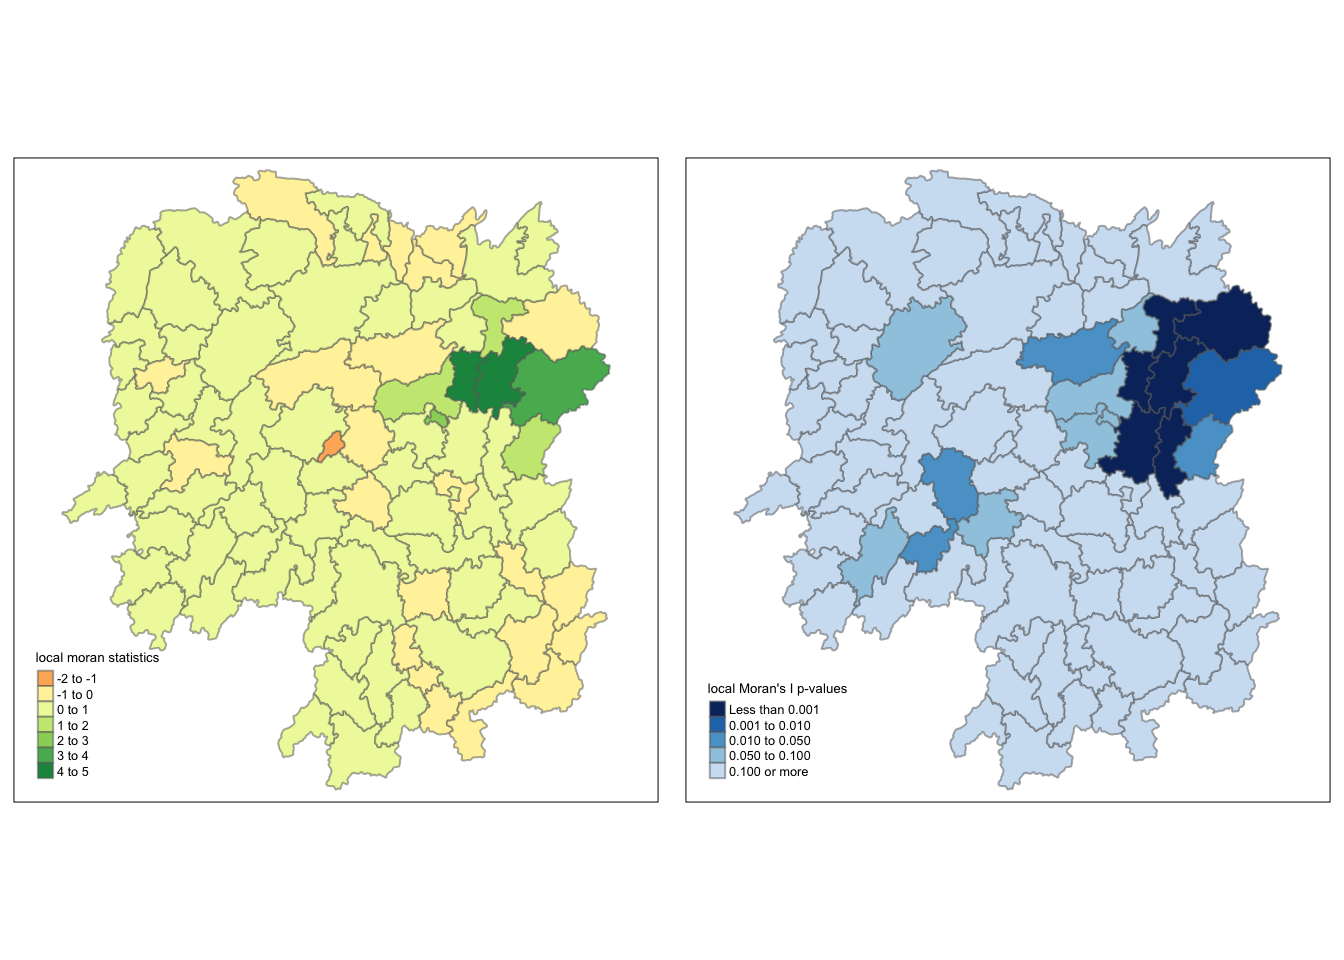 local moran statistics
-2 to -1
-1 to 0
0 to 1
1 to 2
2 to 3
3 to 4
4 to 5
local Moran's I p-values
Less than 0.001
0.001 to 0.010
0.010 to 0.050
0.050 to 0.100
0.100 or more